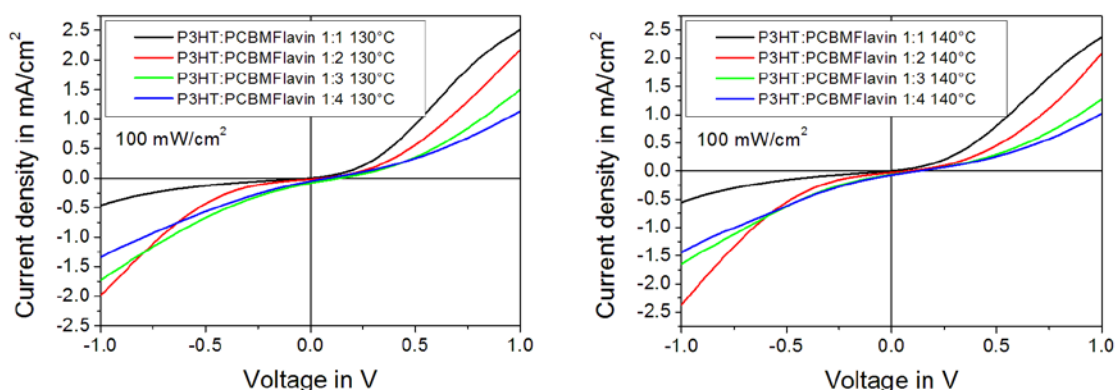 Current density in mA/cm²
2.5
2.0
1.5
1.0
0.5
0.0
-0.5
-1.0
-1.5
-2.0
-2.5
P3HT:PCBMFlavin 1:1 130°C
P3HT:PCBMFlavin 1:2 130°C
P3HT:PCBMFlavin 1:3 130°C
P3HT:PCBMFlavin 1:4 130°C
100 mW/cm²
-1.0 -0.5 0.0 0.5 1.0
Voltage in V
Current density in mA/cm²
2.5
2.0
1.5
1.0
0.5
0.0
-0.5
-1.0
-1.5
-2.0
-2.5
P3HT:PCBMFlavin 1:1 140°C
P3HT:PCBMFlavin 1:2 140°C
P3HT:PCBMFlavin 1:3 140°C
P3HT:PCBMFlavin 1:4 140°C
100 mW/cm²
-1.0 -0.5 0.0 0.5 1.0
Voltage in V